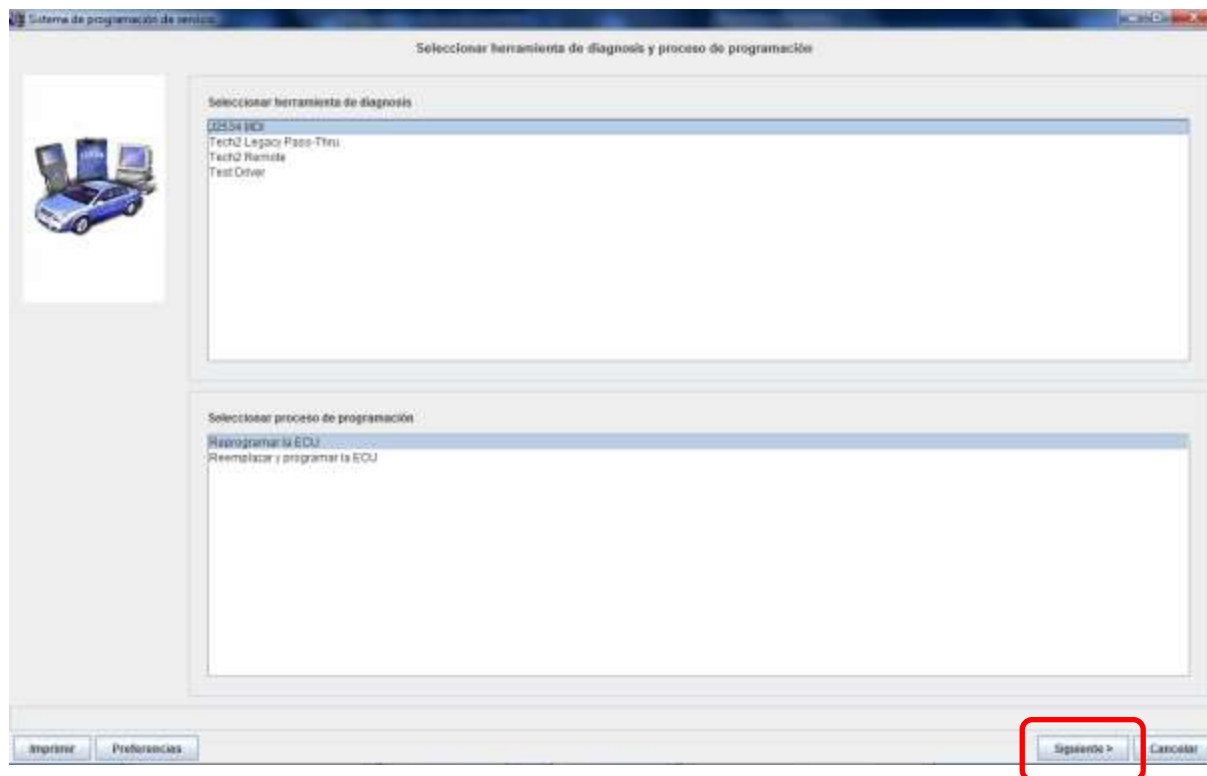 Sistema de programación de servicio
Seleccionar herramienta de diagnosis y proceso de programación
Seleccionar herramienta de diagnosis
J2534 MDI
Tech2 Legacy Pass-Thru
Tech2 Remote
Test Driver
Seleccionar proceso de programación
Reprogramar la ECU
Reemplazar y programar la ECU
Imprimir
Preferencias
Siguiente >
Cancelar